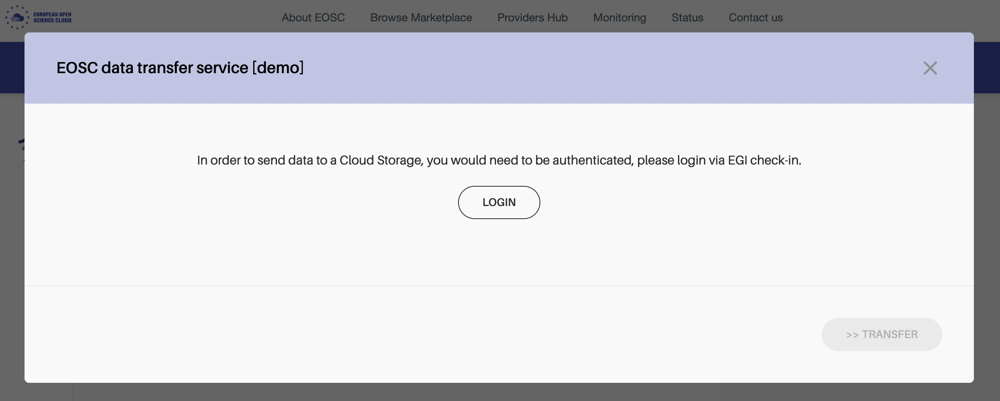 EUROPEAN OPEN
SCIENCE CLOUD
About EOSC
Browse Marketplace
Providers Hub
Monitoring
Status
Contact us
EOSC data transfer service [demo]
In order to send data to a Cloud Storage, you would need to be authenticated, please login via EGI check-in.
LOGIN
>> TRANSFER